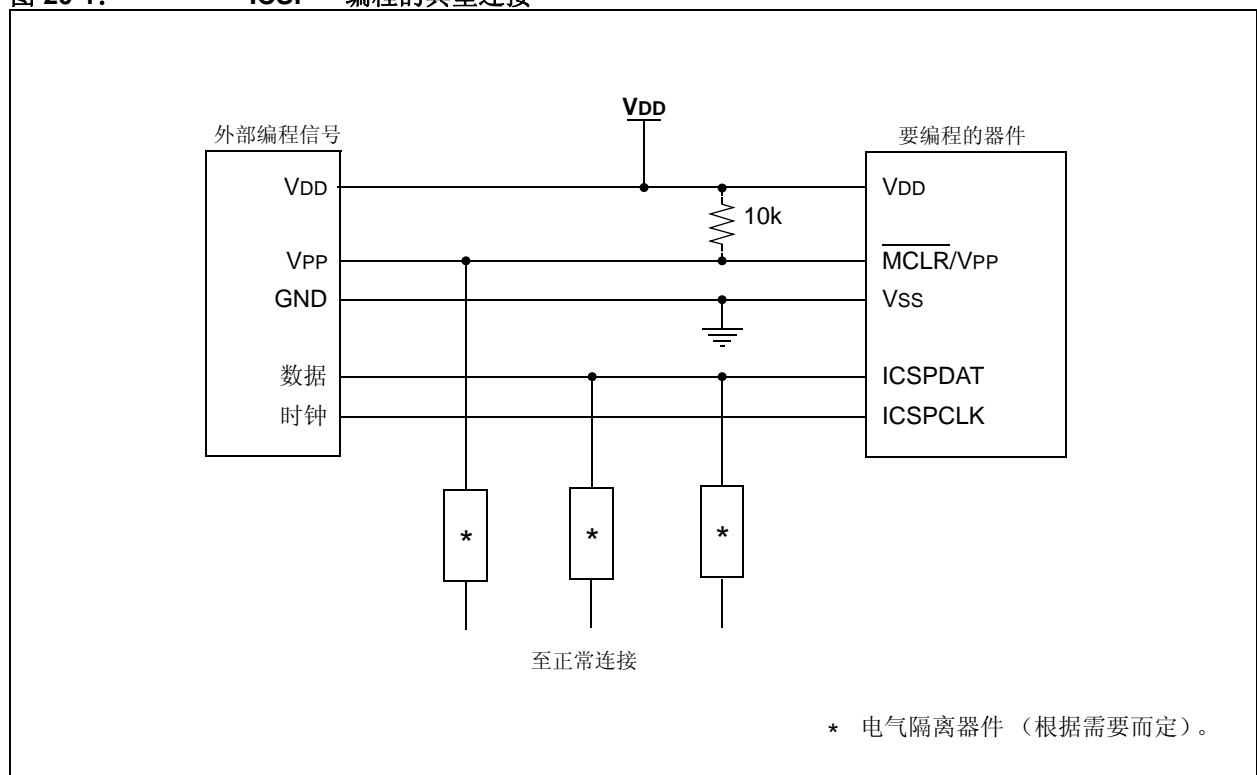 VDD
外部编程信号
要编程的器件
VDD
VDD
10k
VPP
MCLR/VPP
GND
VSS
数据
ICSPDAT
时钟
ICSPCLK
*
*
*
至正常连接
* 电气隔离器件 （根据需要而定）。